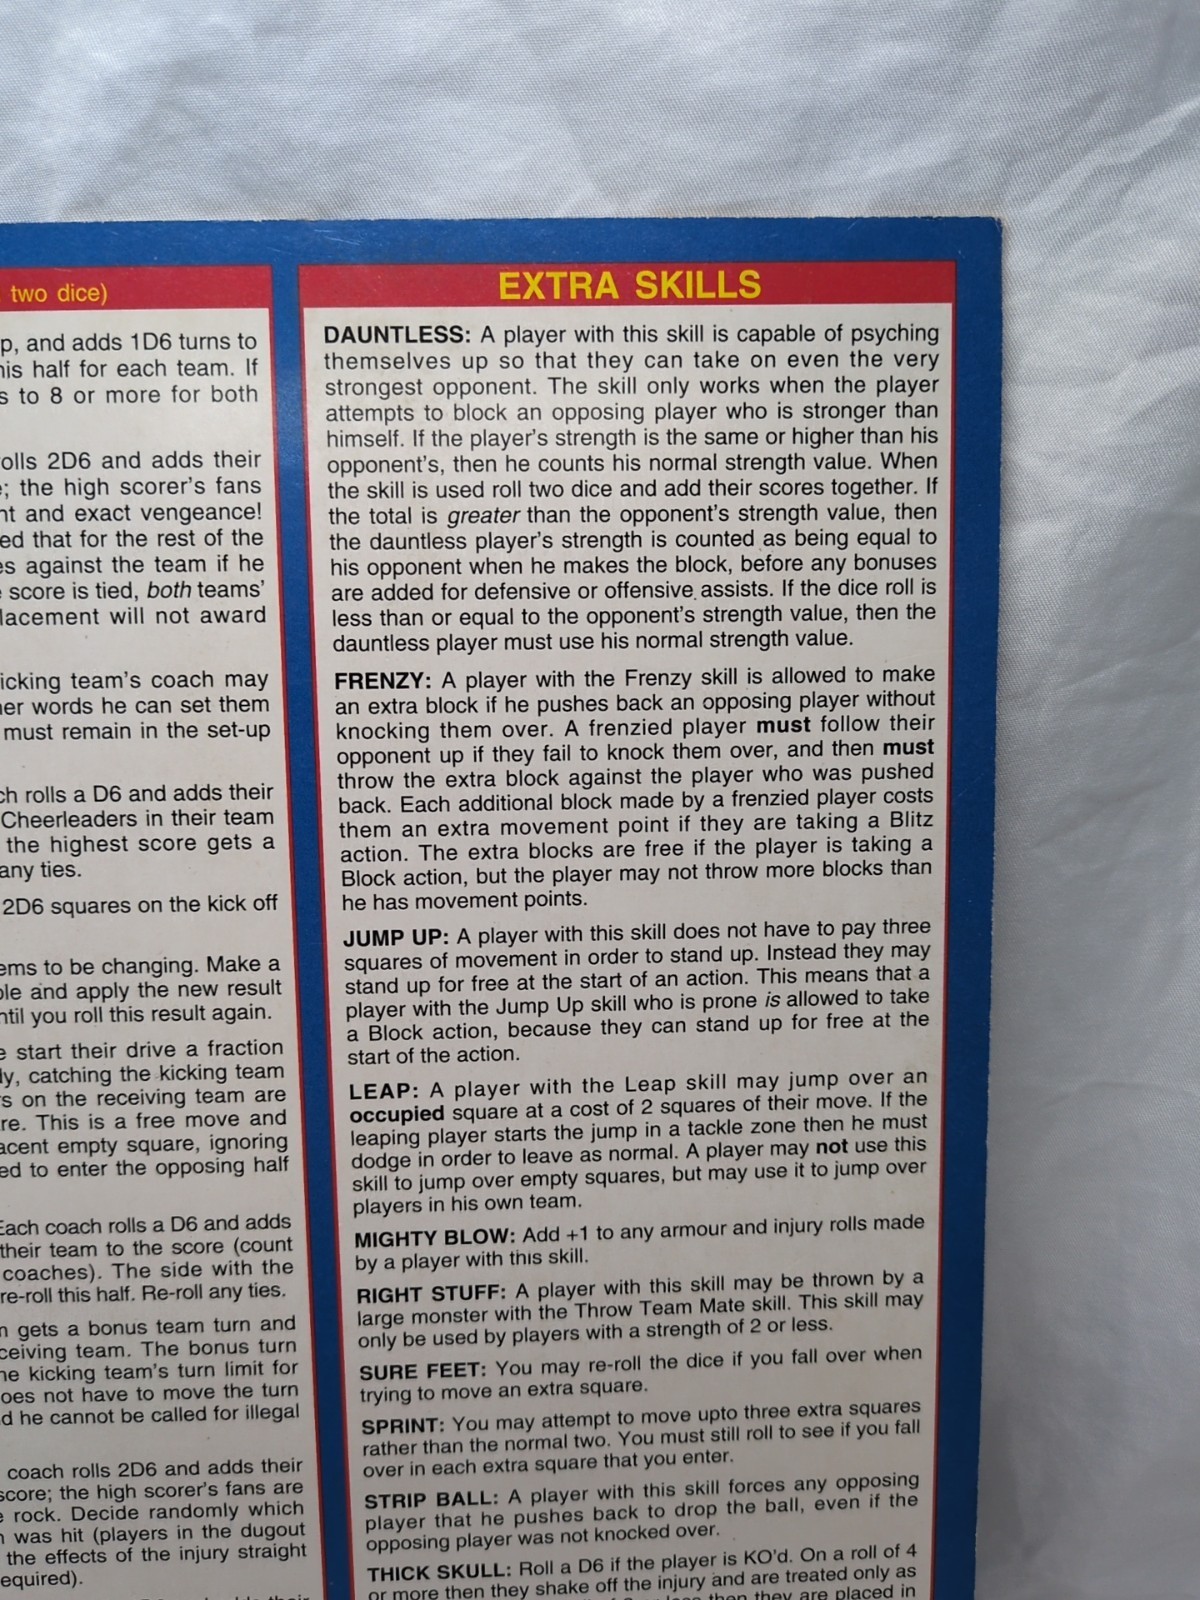 two dice)
p, and adds 1D6 turns to
his half for each team. If
s to 8 or more for both
rolls 2D6 and adds their
; the high scorer's fans
nt and exact vengeance!
ed that for the rest of the
es against the team if he
score is tied, both teams'
lacement will not award
icking team's coach may
er words he can set them
must remain in the set-up
ch rolls a D6 and adds their
Cheerleaders in their team
the highest score gets a
any ties.
2D6 squares on the kick off
ems to be changing. Make a
ble and apply the new result
ntil you roll this result again.
e start their drive a fraction
ly, catching the kicking team
rs on the receiving team are
re. This is a free move and
acent empty square, ignoring
ed to enter the opposing half
Each coach rolls a D6 and adds
their team to the score (count
coaches). The side with the
re-roll this half. Re-roll any ties.
m gets a bonus team turn and
ceiving team. The bonus turn
he kicking team's turn limit for
oes not have to move the turn
d he cannot be called for illegal
coach rolls 2D6 and adds their
score; the high scorer's fans are
rock. Decide randomly which
was hit (players in the dugout
the effects of the injury straight
equired).
EXTRA SKILLS
DAUNTLESS: A player with this skill is capable of psyching
themselves up so that they can take on even the very
strongest opponent. The skill only works when the player
attempts to block an opposing player who is stronger than
himself. If the player's strength is the same or higher than his
opponent's, then he counts his normal strength value. When
the skill is used roll two dice and add their scores together. If
the total is greater than the opponent's strength value, then
the dauntless player's strength is counted as being equal to
his opponent when he makes the block, before any bonuses
are added for defensive or offensive assists. If the dice roll is
less than or equal to the opponent's strength value, then the
dauntless player must use his normal strength value.
FRENZY: A player with the Frenzy skill is allowed to make
an extra block if he pushes back an opposing player without
knocking them over. A frenzied player must follow their
opponent up if they fail to knock them over, and then must
throw the extra block against the player who was pushed
back. Each additional block made by a frenzied player costs
them an extra movement point if they are taking a Blitz
action. The extra blocks are free if the player is taking a
Block action, but the player may not throw more blocks than
he has movement points.
JUMP UP: A player with this skill does not have to pay three
squares of movement in order to stand up. Instead they may
stand up for free at the start of an action. This means that a
player with the Jump Up skill who is prone is allowed to take
a Block action, because they can stand up for free at the
start of the action.
LEAP: A player with the Leap skill may jump over an
occupied square at a cost of 2 squares of their move. If the
leaping player starts the jump in a tackle zone then he must
dodge in order to leave as normal. A player may not use this
skill to jump over empty squares, but may use it to jump over
players in his own team.
MIGHTY BLOW: Add +1 to any armour and injury rolls made
by a player with this skill.
RIGHT STUFF: A player with this skill may be thrown by a
large monster with the Throw Team Mate skill. This skill may
only be used by players with a strength of 2 or less.
SURE FEET: You may re-roll the dice if you fall over when
trying to move an extra square.
SPRINT: You may attempt to move upto three extra squares
rather than the normal two. You must still roll to see if you fall
over in each extra square that you enter.
STRIP BALL: A player with this skill forces any opposing
player that he pushes back to drop the ball, even if the
opposing player was not knocked over.
THICK SKULL: Roll a D6 if the player is KO'd. On a roll of 4
or more then they shake off the injury and are treated only as
then they are placed in